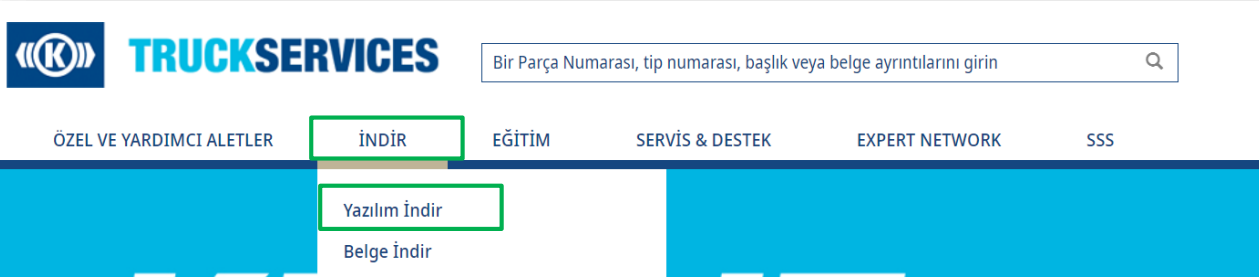 ((K)) TRUCKSERVICES
Bir Parça Numarası, tip numarası, başlık veya belge ayrıntılarını girin
ÖZEL VE YARDIMCI ALETLER İNDİR EĞİTİM SERVİS & DESTEK EXPERT NETWORK SSS
Yazılım İndir
Belge İndir